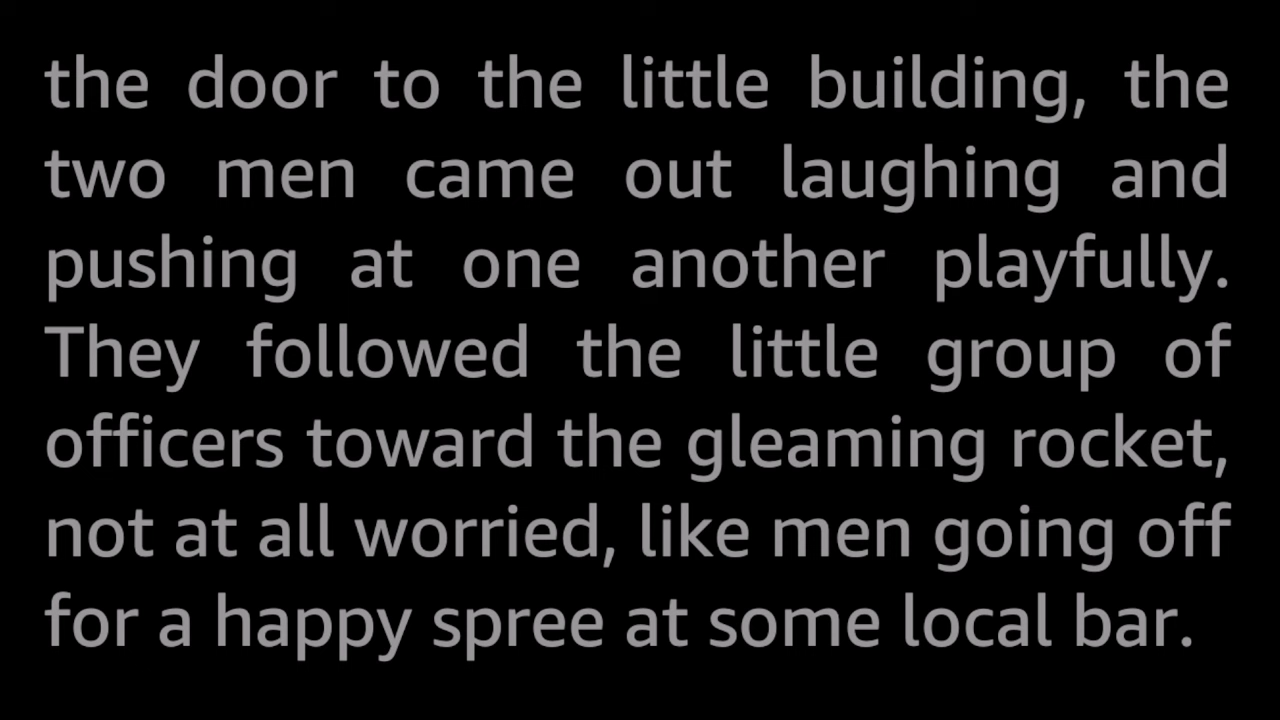 the door to the little building, the
two men came out laughing and
pushing at one another playfully.
They followed the little group of
officers toward the gleaming rocket,
not at all worried, like men going off
for a happy spree at some local bar.